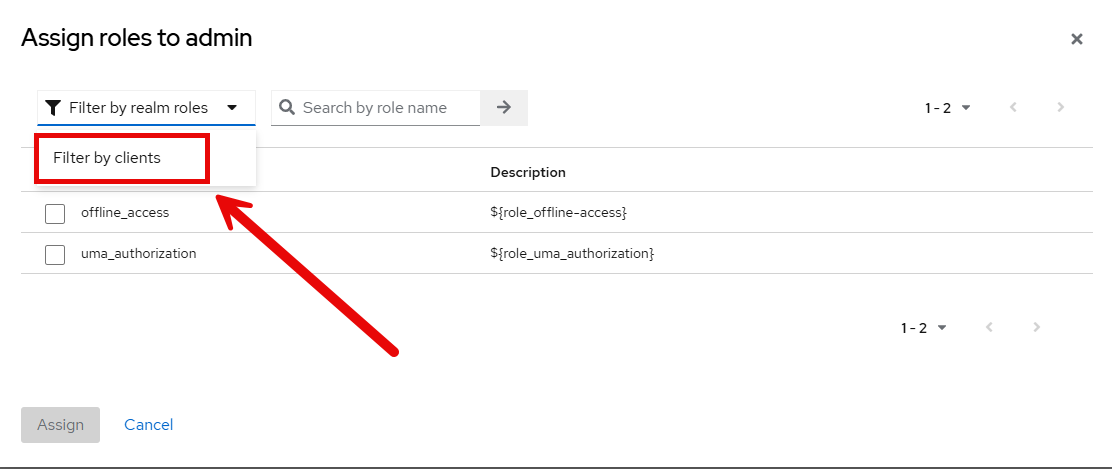 Assign roles to admin
Filter by realm roles
Search by role name
1 - 2
Filter by clients
Description
offline_access
${role_offline-access}
uma_authorization
${role_uma_authorization}
1 - 2
Assign
Cancel